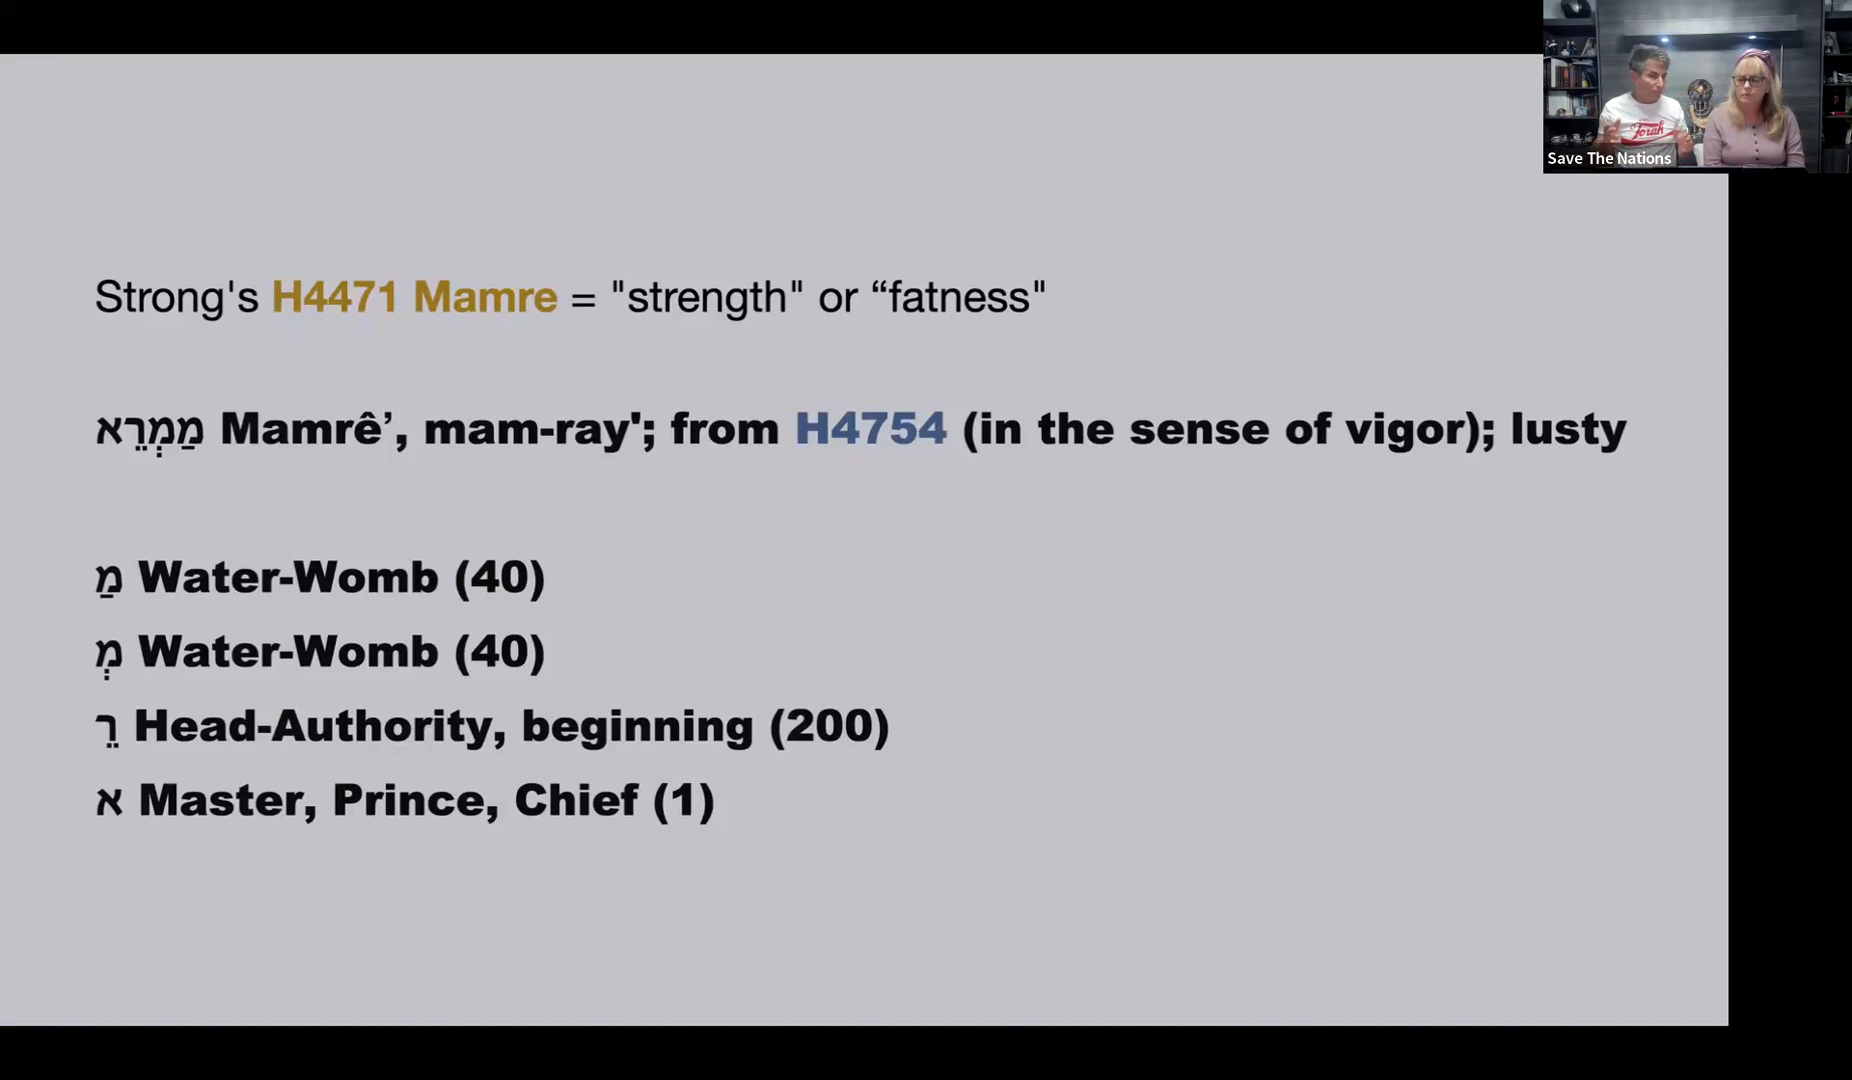 Save The Nations
Torah
Strong's H4471 Mamre = "strength" or “fatness"
מַמְרֵא Mamrê’, mam-ray'; from H4754 (in the sense of vigor); lusty
מַ Water-Womb (40)
מְ Water-Womb (40)
רֵ Head-Authority, beginning (200)
א Master, Prince, Chief (1)